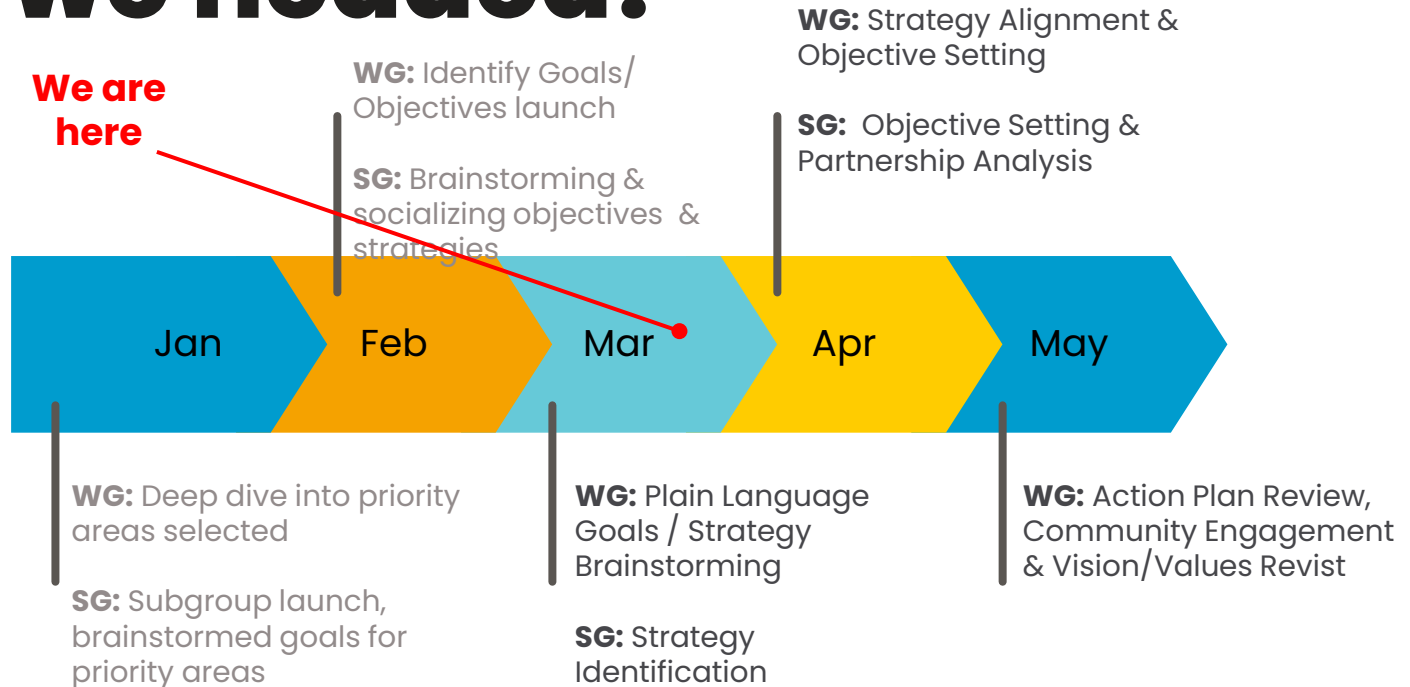 we headed?
We are
here
WG: Identify Goals/
Objectives launch
SG: Brainstorming &
socializing objectives & 
strategies
WG: Strategy Alignment &
Objective Setting
SG: Objective Setting &
Partnership Analysis
Jan
Feb
Mar
Apr
May
WG: Deep dive into priority
areas selected
SG: Subgroup launch,
brainstormed goals for
priority areas
WG: Plain Language
Goals / Strategy
Brainstorming
SG: Strategy
Identification
WG: Action Plan Review,
Community Engagement
& Vision/Values Revist